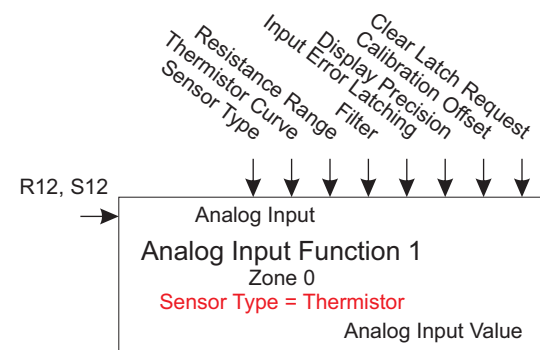 Sensor Type
Thermistor Curve
Resistance Range
Filter
Input Error Latching
Display Precision
Calibration Offset
Clear Latch Request
R12, S12
Analog Input
Analog Input Function 1
Zone 0
Sensor Type = Thermistor
Analog Input Value